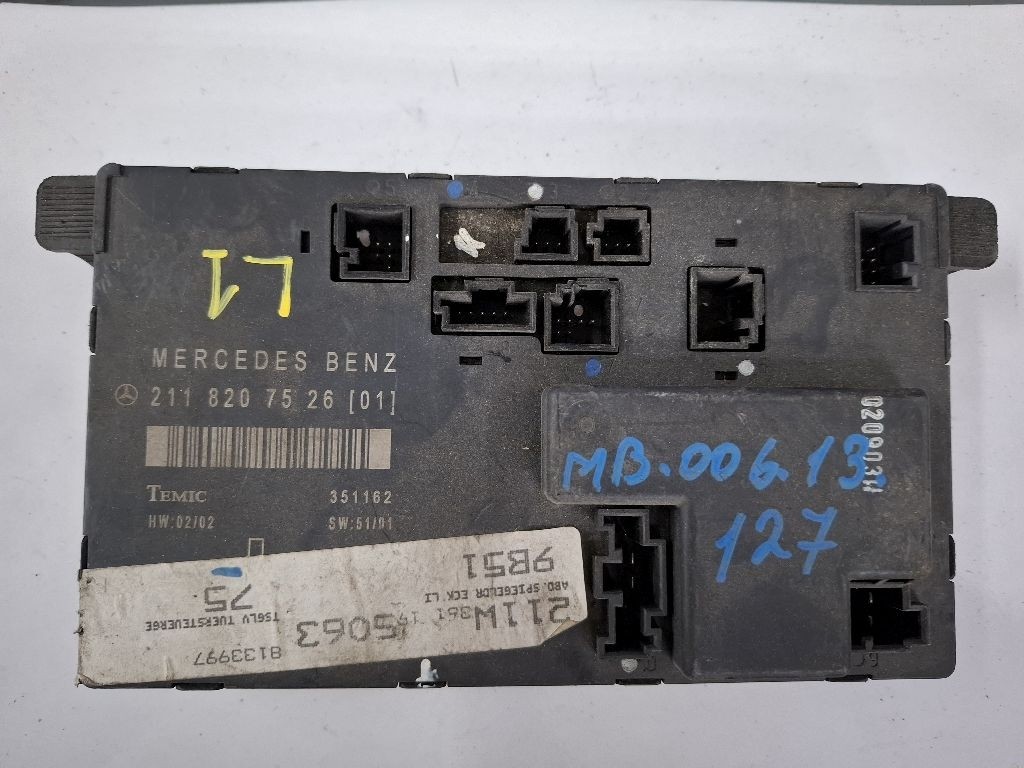 L1
MERCEDES BENZ
211 820 75 26 [01]
TEMIC 351162
HW:02/02 SW:51/01
MB.006.13
127
020903W
8133997
TSGLV TUERSTEUERGE
75
5063
211W
ABD.SPIEGELDR ECK LI
9B51